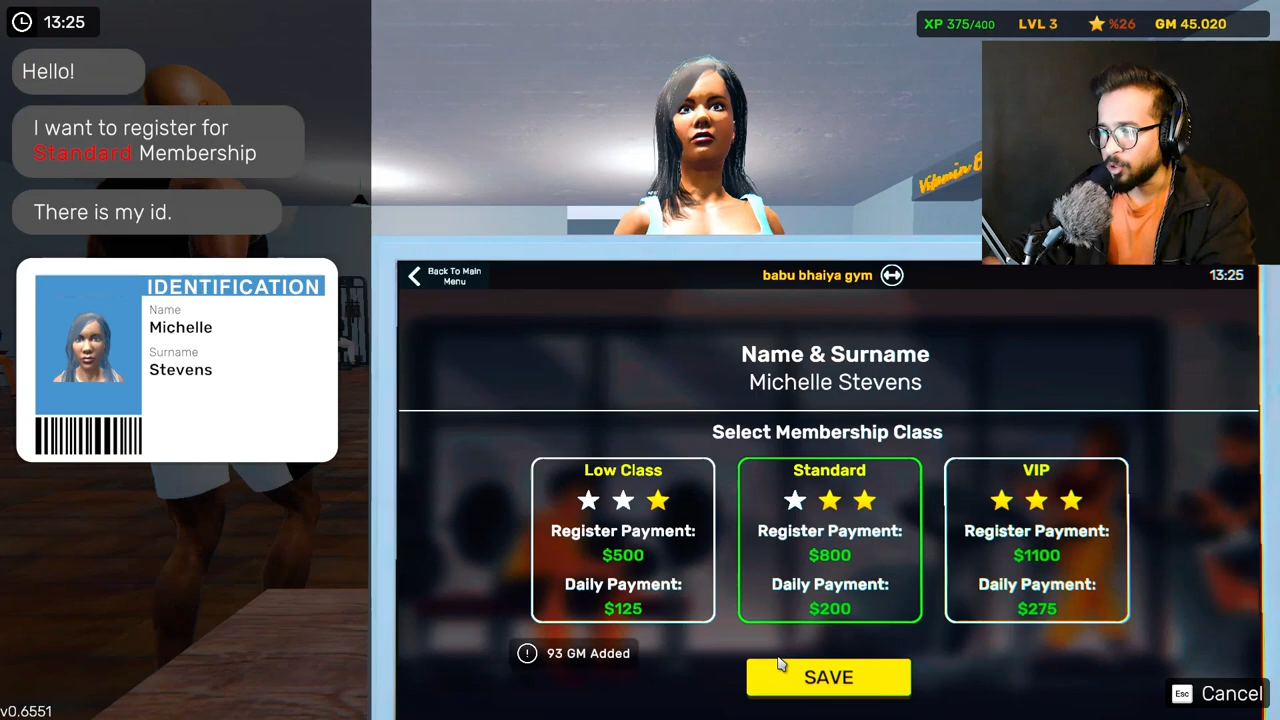 13:25
XP 375/400
LVL 3
%26
GM 45.020
Hello!
I want to register for
Standard Membership
There is my id.
IDENTIFICATION
Name
Michelle
Surname
Stevens
Vitamin
Back To Main
Menu
babu bhaiya gym
13:25
Name & Surname
Michelle Stevens
Select Membership Class
Low Class
Register Payment:
$500
Daily Payment:
$125
Standard
Register Payment:
$800
Daily Payment:
$200
VIP
Register Payment:
$1100
Daily Payment:
$275
93 GM Added
SAVE
Esc
Cancel
v0.6551